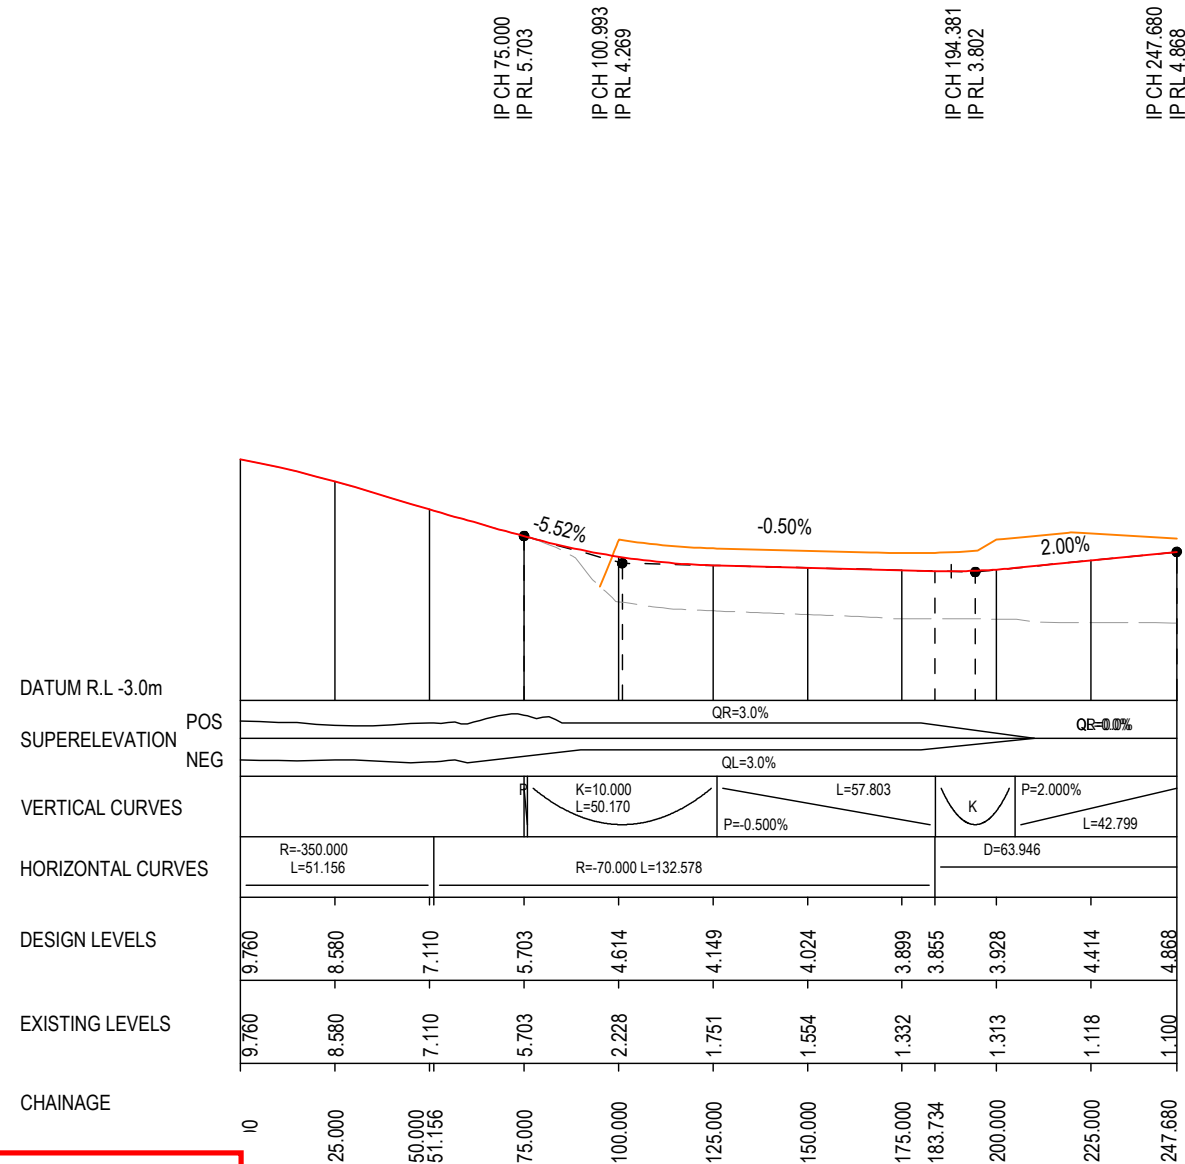 IP CH 75.000
IP RL 5.703
IP CH 100.993
IP RL 4.269
IP CH 194.381
IP RL 3.802
IP CH 247.680
IP RL 4.868
-5.52%
-0.50%
2.00%
DATUM R.L -3.0m
POS
SUPERELEVATION
NEG
QR=3.0%
QL=3.0%
VERTICAL CURVES
P
K=10.000
L=50.170
P=-0.500%
L=57.803
K
P=2.000%
L=42.799
HORIZONTAL CURVES
R=-350.000
L=51.156
R=-70.000 L=132.578
D=63.946
DESIGN LEVELS
9.760 8.580 7.110 5.703 4.614 4.149 4.024 3.899 3.855 3.928 4.414 4.868
EXISTING LEVELS
9.760 8.580 7.110 5.703 2.228 1.751 1.554 1.332 1.313 1.118 1.100
CHAINAGE
25.000 50.000 51.156 75.000 100.000 125.000 150.000 175.000 183.734 200.000 225.000 247.680